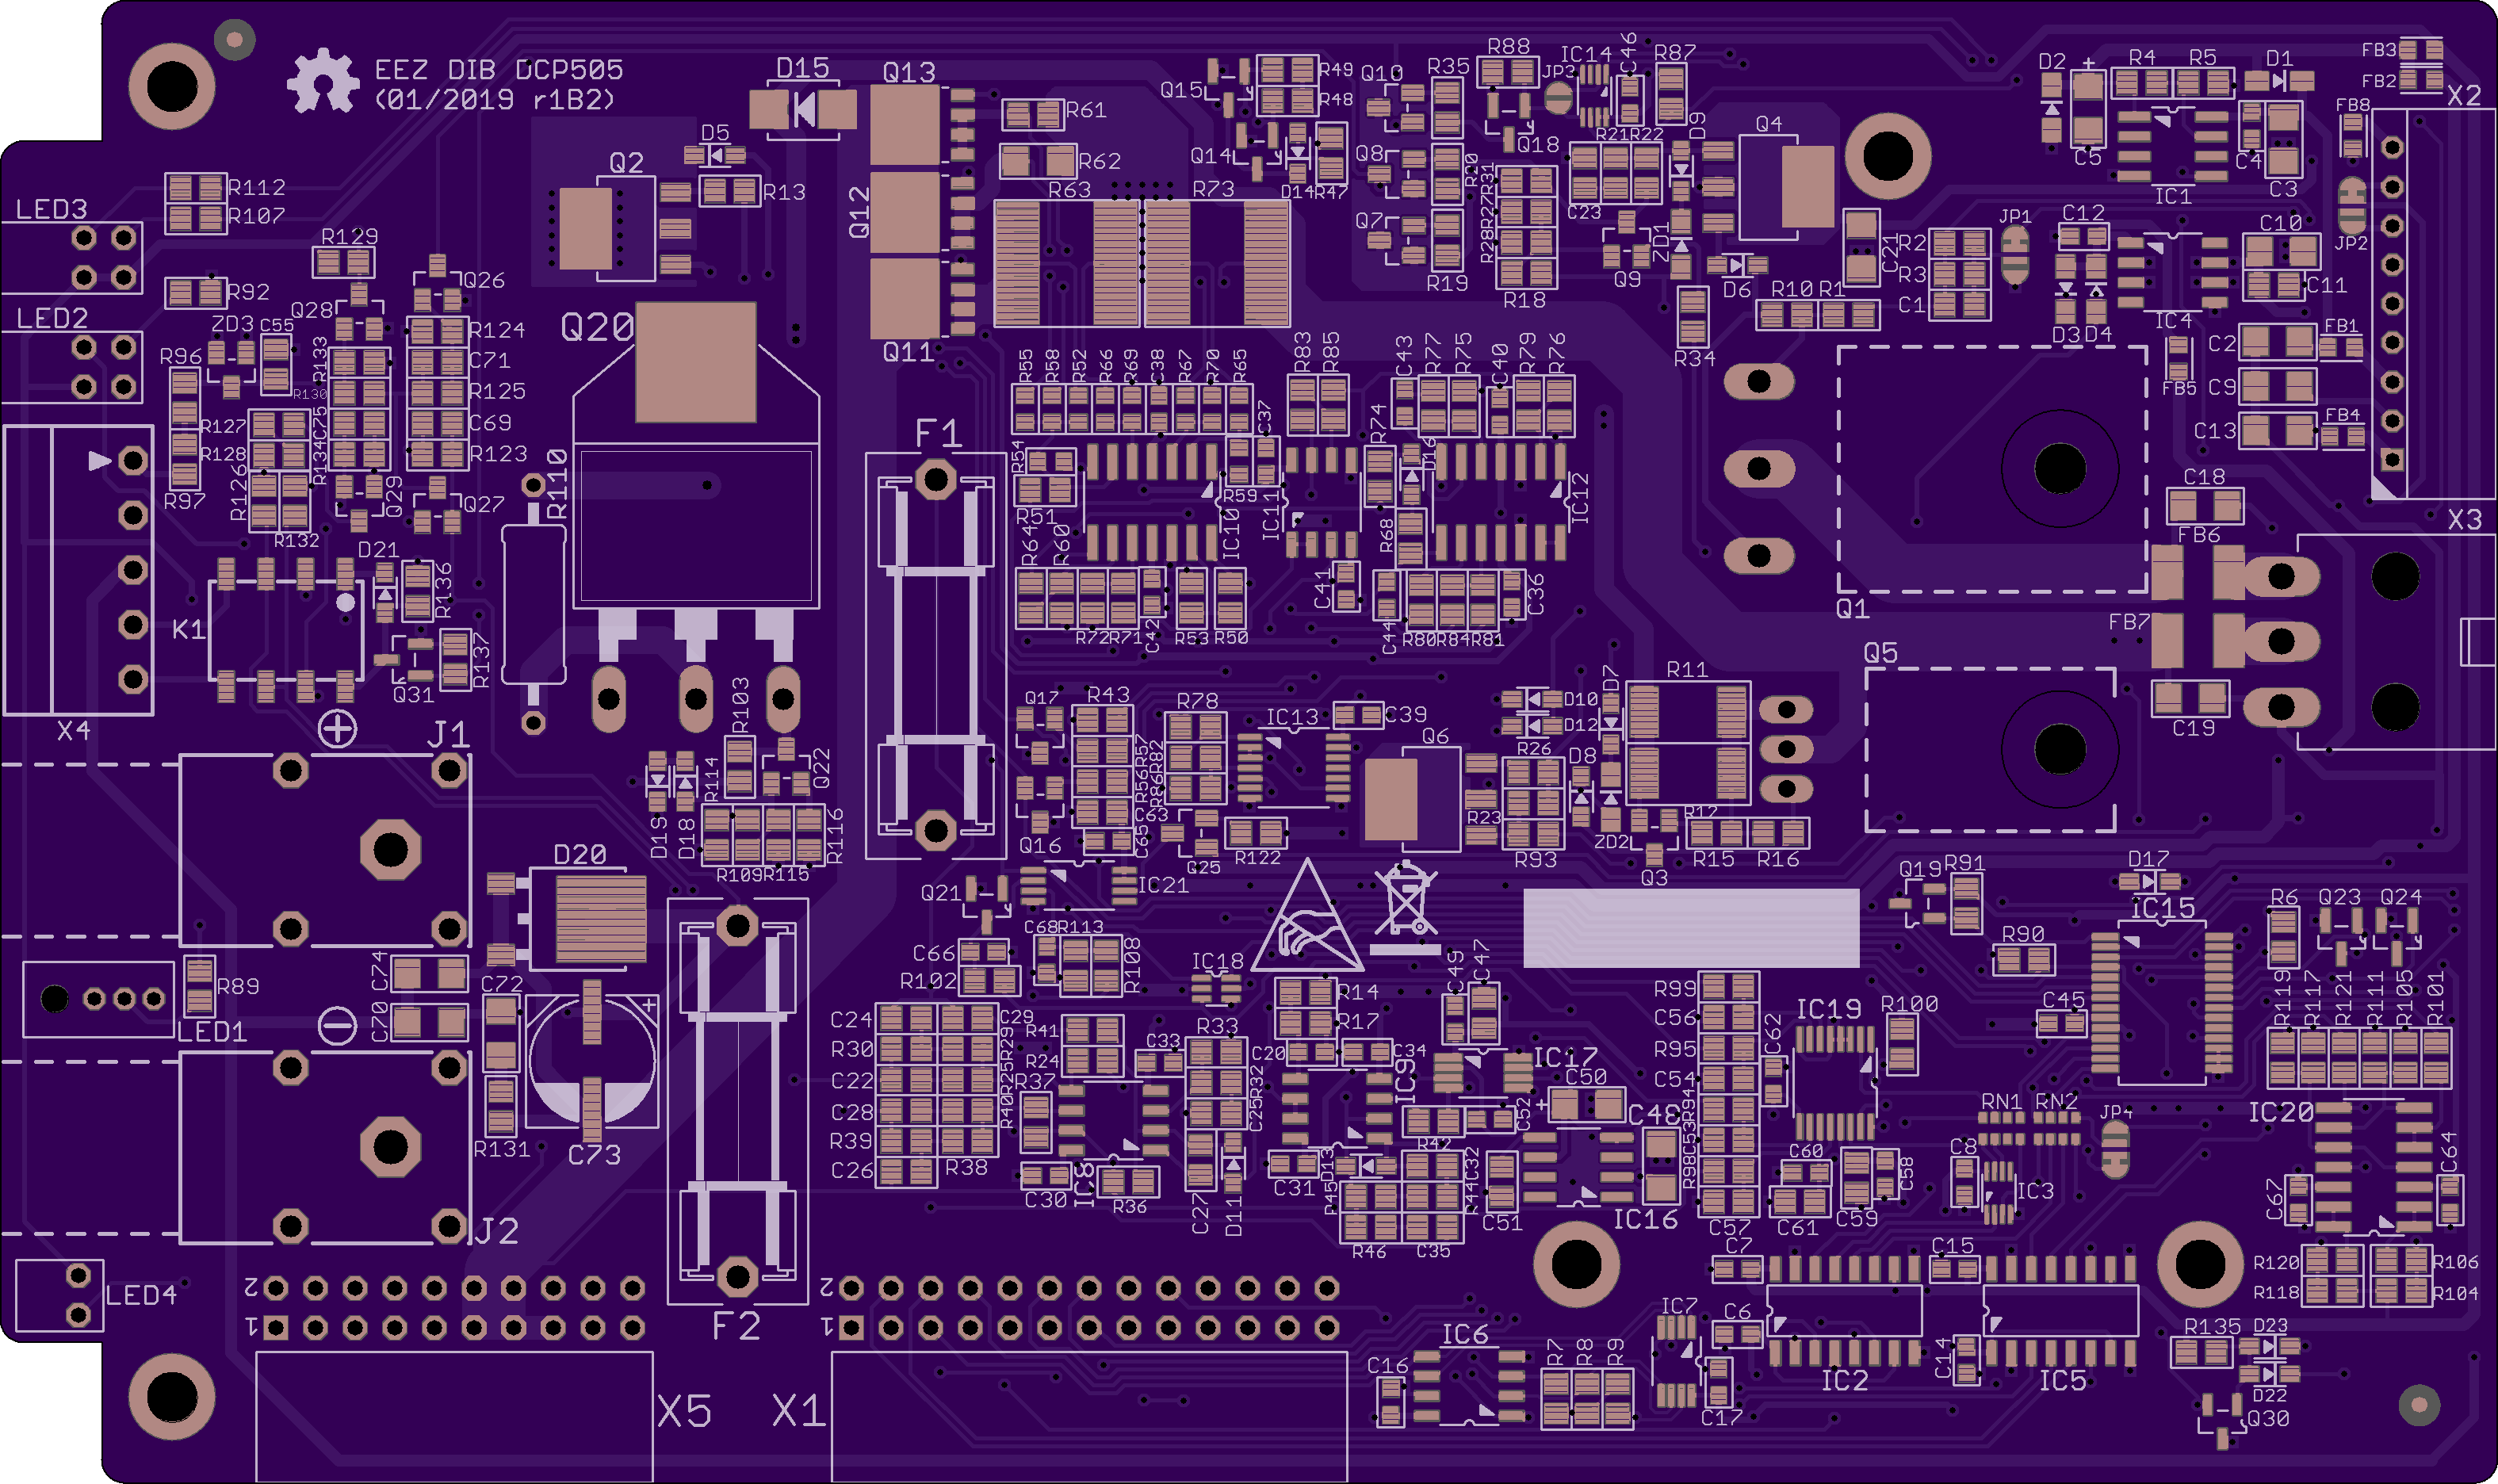 EEZ DIB DCP505
(01/2019 r1B2)
D15
Q13
R49
R48
Q15
Q10
R35
R88
JP3
IC14
C46
R87
D2
R4
R5
D1
FB3
FB2
X2
FB8
R61
R62
R63
R73
D5
Q2
R13
Q12
Q11
Q14
D14
R47
Q8
Q7
R20
R19
Q18
R31
R27
R28
R18
R21
R22
C23
D9
Q4
Q9
ZD1
D6
C5
IC1
C4
C3
JP2
LED3
R112
R107
R129
R92
LED2
ZD3
C55
Q28
Q26
R124
C71
R125
C69
R123
R133
R130
R96
R97
R127
R128
R126
R134
C75
R132
Q29
Q27
Q20
R110
F1
C21
R2
R3
C1
JP1
C12
C10
C11
D3
D4
IC4
R10
R1
R34
C2
FB1
FB5
C9
C13
FB4
R55
R58
R52
R66
R69
C38
R67
R70
R65
R83
R85
C43
R77
R75
C40
R79
R76
R54
R51
R59
C37
R74
D16
IC10
IC11
IC12
R68
R64
R60
R72
R71
C42
R53
R50
C41
C44
R80
R84
R81
C36
C18
FB6
X3
FB7
C19
Q1
Q5
X4
K1
D21
R136
R137
Q31
J1
R103
Q22
R114
R116
D19
D18
R109
R115
D20
Q17
R43
R57
R56
C63
C65
Q16
R78
R82
R86
IC13
C39
R122
Q25
IC21
Q21
D10
D12
D7
R11
Q6
R26
D8
R23
R93
ZD2
R12
R15
R16
Q3
Q19
R91
D17
IC15
R6
Q23
Q24
R90
C45
R119
R117
R121
R111
R105
R101
C74
C70
C72
R89
LED1
R131
C73
J2
LED4
F2
C66
R102
C68
R113
R108
IC18
R14
R17
C49
C47
C24
R30
C22
C28
R39
C26
C29
R29
R25
R40
R38
R41
R24
R37
C33
R33
R32
C25
C20
C34
IC9
IC17
C50
C48
C52
R42
IC8
C30
R36
C27
D11
C31
D13
R45
R46
C35
R44
C32
C51
IC16
R99
C56
R95
C54
R94
C53
R98
C57
C62
IC19
R100
C60
C61
C59
C58
RN1
RN2
JP4
C8
IC3
IC20
C67
C64
R120
R118
R106
R104
C7
C15
C6
IC7
IC2
IC5
C14
C17
IC6
C16
R7
R8
R9
R135
D23
D22
Q30
2
1
2
1
X5
X1